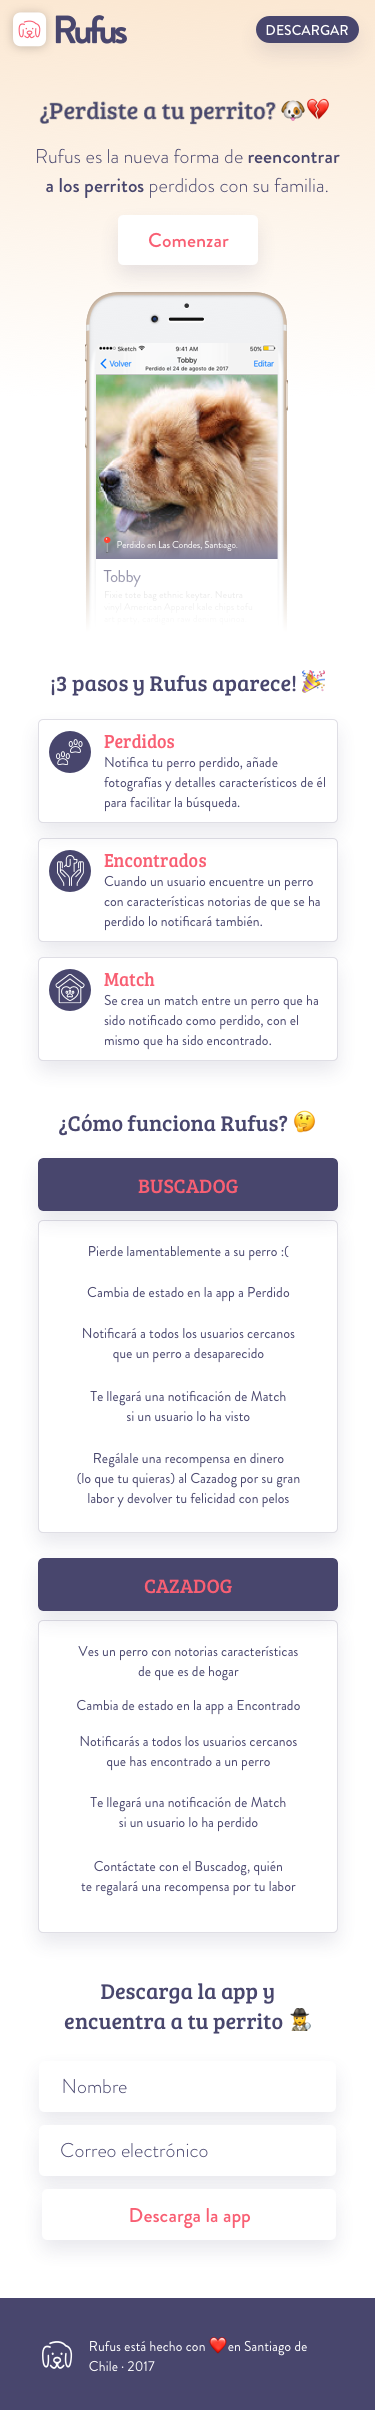 Rufus
DESCARGAR
¿Perdiste a tu perrito? 🐶💔
Rufus es la nueva forma de reencontrar
a los perritos perdidos con su familia.
Comenzar
Sketch
9:41 AM
50%
Volver
Tobby
Perdido el 24 de agosto de 2017
Editar
📍 Perdido en Las Condes, Santiago.
Tobby
¡3 pasos y Rufus aparece! 🎉
Perdidos
Notifica tu perro perdido, añade
fotografías y detalles característicos de él
para facilitar la búsqueda.
Encontrados
Cuando un usuario encuentre un perro
con características notorias de que se ha
perdido lo notificará también.
Match
Se crea un match entre un perro que ha
sido notificado como perdido, con el
mismo que ha sido encontrado.
¿Cómo funciona Rufus? 🤔
BUSCADOG
Pierde lamentablemente a su perro :(
Cambia de estado en la app a Perdido
Notificará a todos los usuarios cercanos
que un perro a desaparecido
Te llegará una notificación de Match
si un usuario lo ha visto
Regálale una recompensa en dinero
(lo que tu quieras) al Cazadog por su gran
labor y devolver tu felicidad con pelos
CAZADOG
Ves un perro con notorias características
de que es de hogar
Cambia de estado en la app a Encontrado
Notificarás a todos los usuarios cercanos
que has encontrado a un perro
Te llegará una notificación de Match
si un usuario lo ha perdido
Contáctate con el Buscadog, quién
te regalará una recompensa por tu labor
Descarga la app y
encuentra a tu perrito 🕵️
Nombre
Correo electrónico
Descarga la app
Rufus está hecho con ❤️ en Santiago de
Chile · 2017